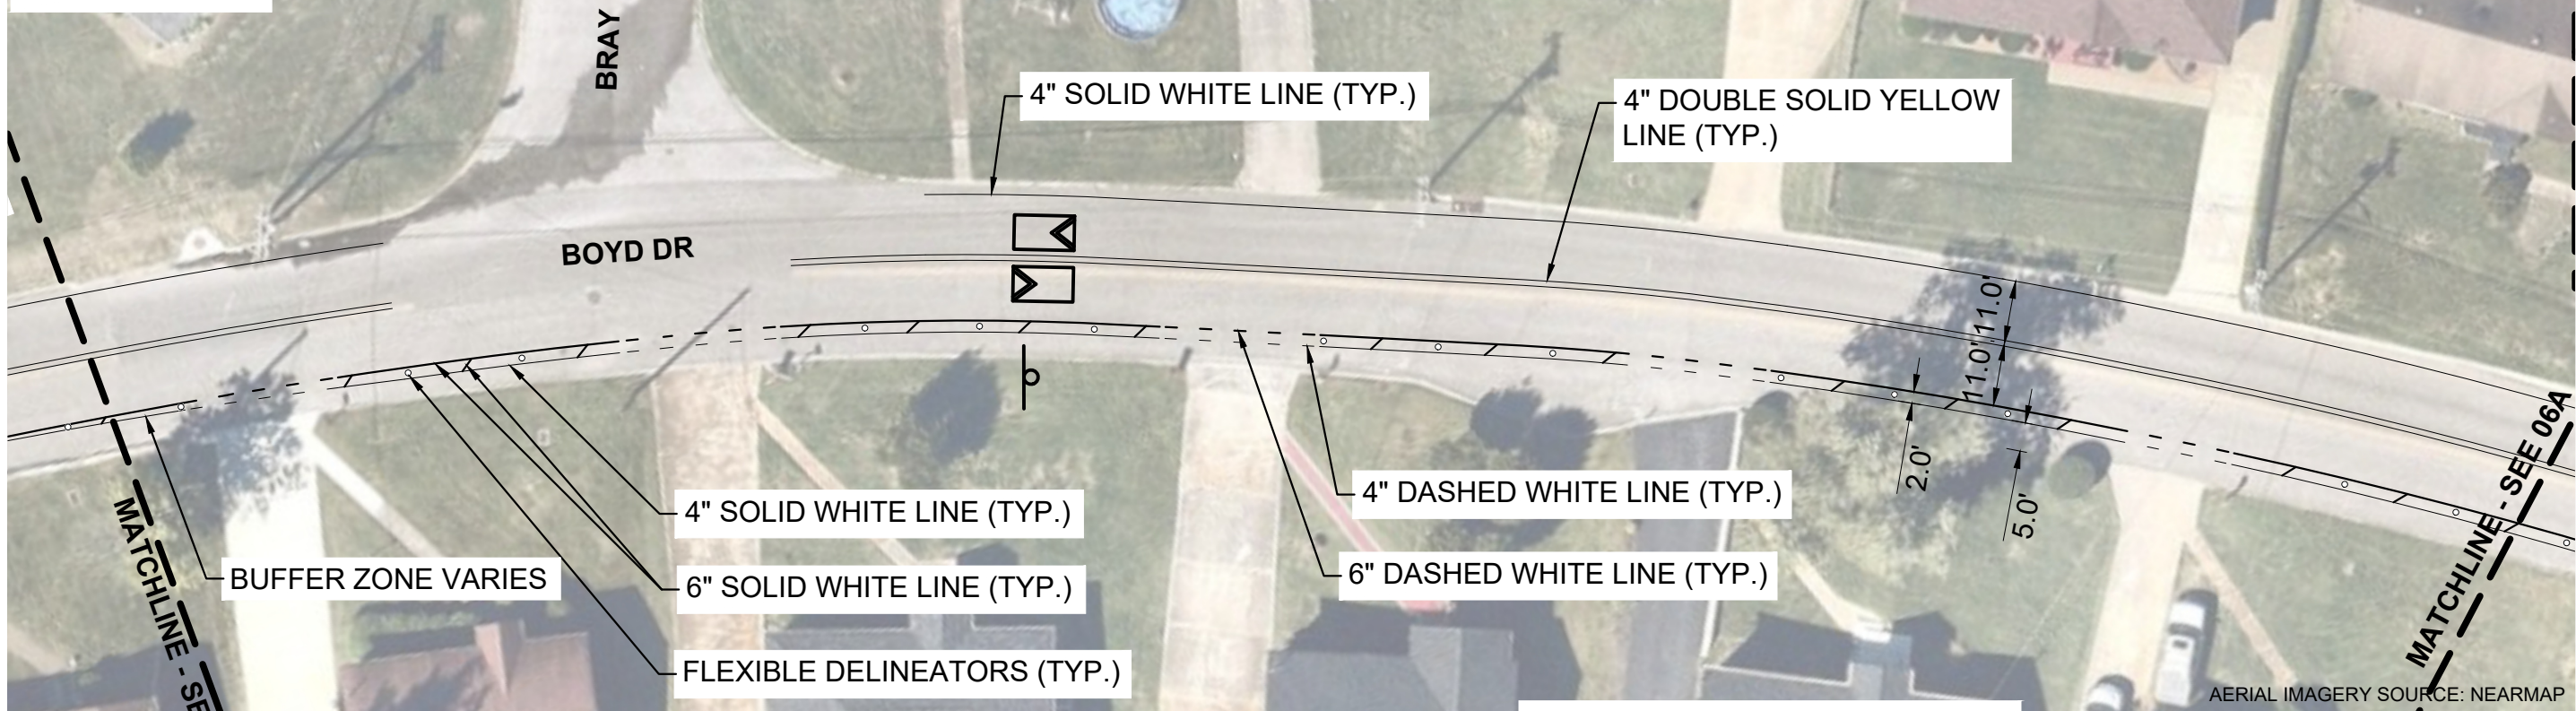 BRAY
4" SOLID WHITE LINE (TYP.)
4" DOUBLE SOLID YELLOW
LINE (TYP.)
BOYD DR
11.0'
11.0'
2.0'
5.0'
4" SOLID WHITE LINE (TYP.)
6" SOLID WHITE LINE (TYP.)
FLEXIBLE DELINEATORS (TYP.)
BUFFER ZONE VARIES
4" DASHED WHITE LINE (TYP.)
6" DASHED WHITE LINE (TYP.)
MATCHLINE - SE
MATCHLINE - SEE 06A
AERIAL IMAGERY SOURCE: NEARMAP